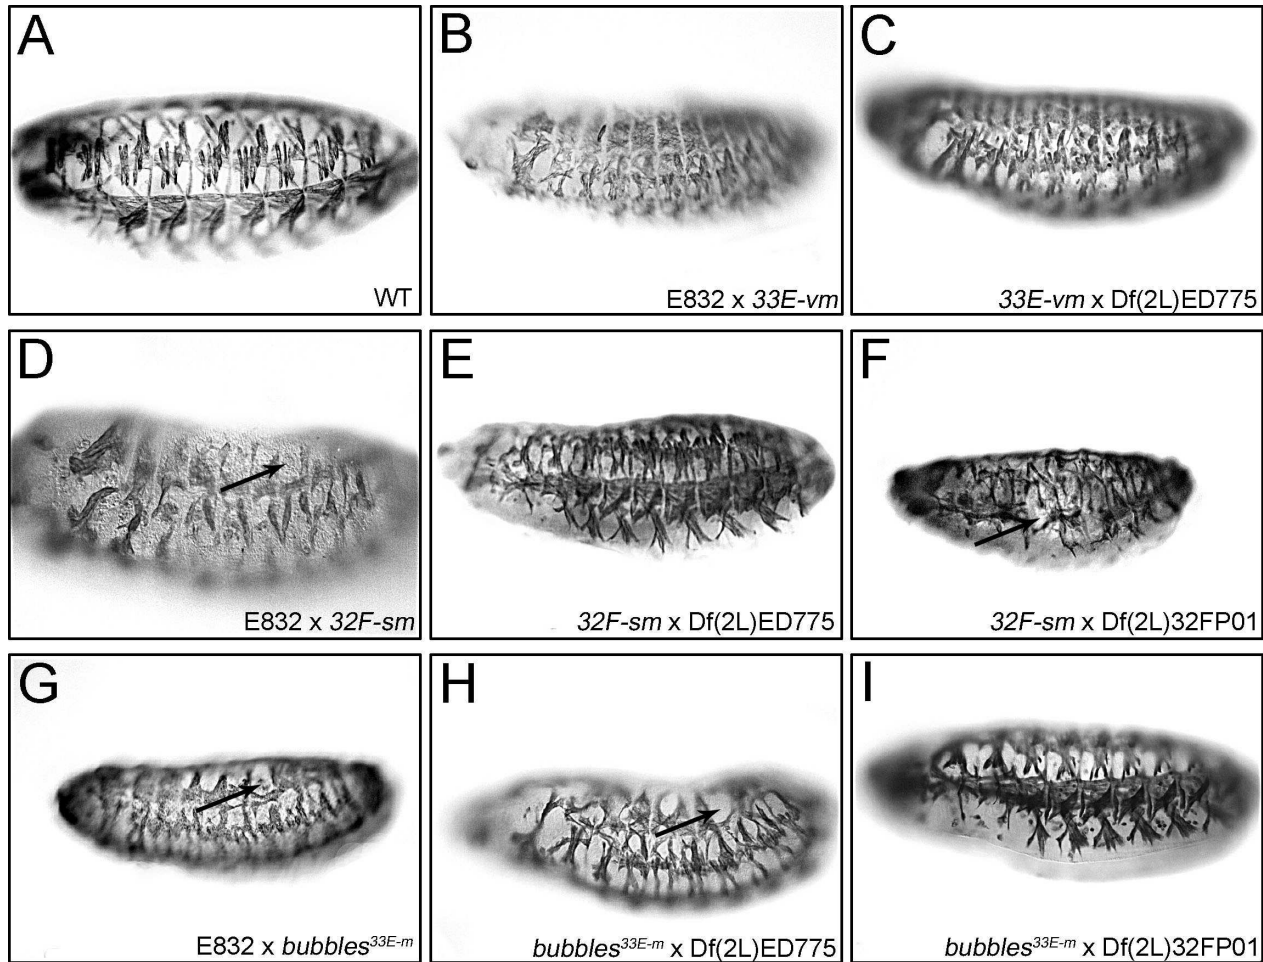 A
B
C
WT
E832 x 33E-vm
33E-vm x Df(2L)ED775
D
E
F
E832 x 32F-sm
32F-sm x Df(2L)ED775
32F-sm x Df(2L)32FP01
G
H
I
E832 x bubbles33E-m
bubbles33E-m x Df(2L)ED775
bubbles33E-m x Df(2L)32FP01